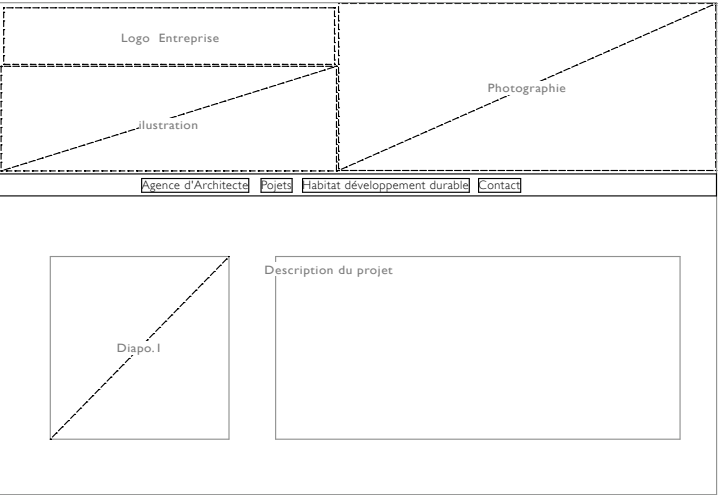 Logo Entreprise
Photographie
ilustration
Agence d'Architecte Pojets Habitat développement durable Contact
Description du projet
Diapo.1